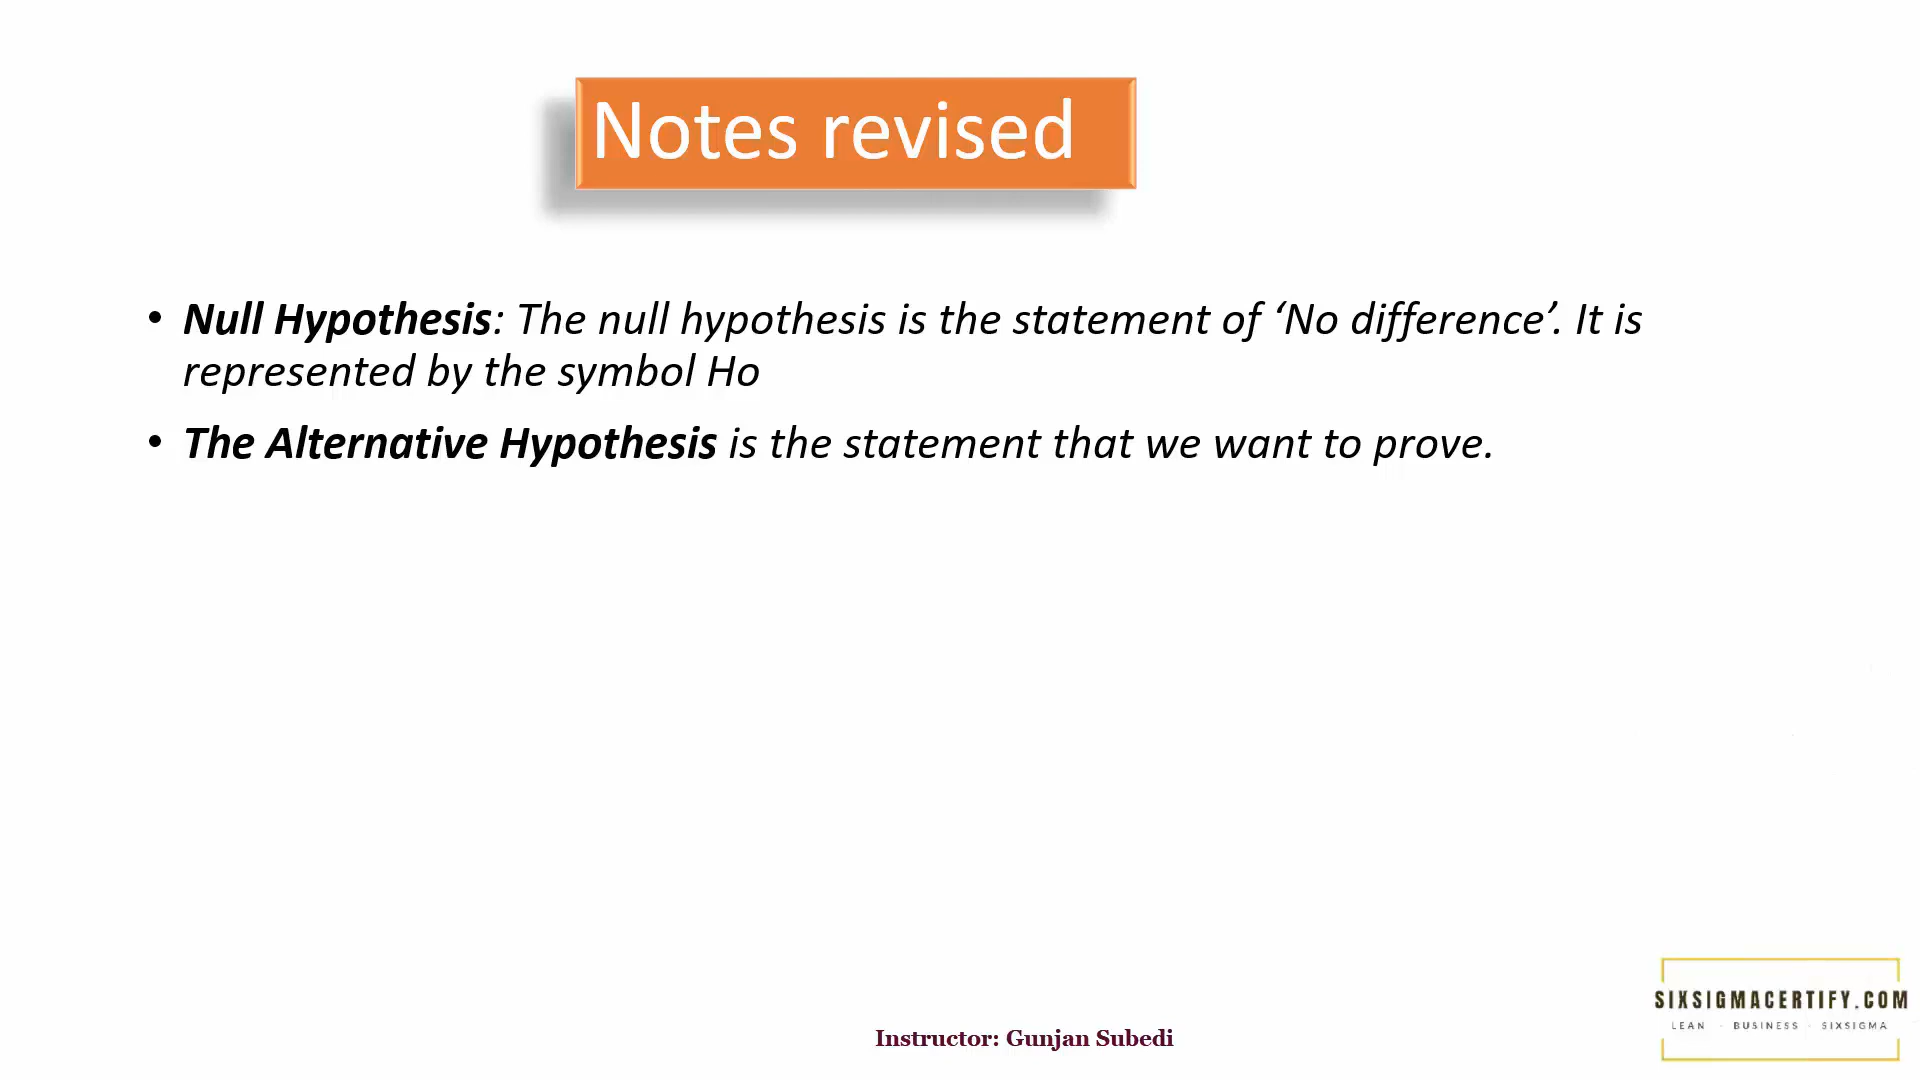 Notes revised
• Null Hypothesis: The null hypothesis is the statement of ‘No difference’. It is
represented by the symbol Ho
• The Alternative Hypothesis is the statement that we want to prove.
SIXSIGMACERTIFY.COM
LEAN - BUSINESS - SIXSIGMA
Instructor: Gunjan Subedi